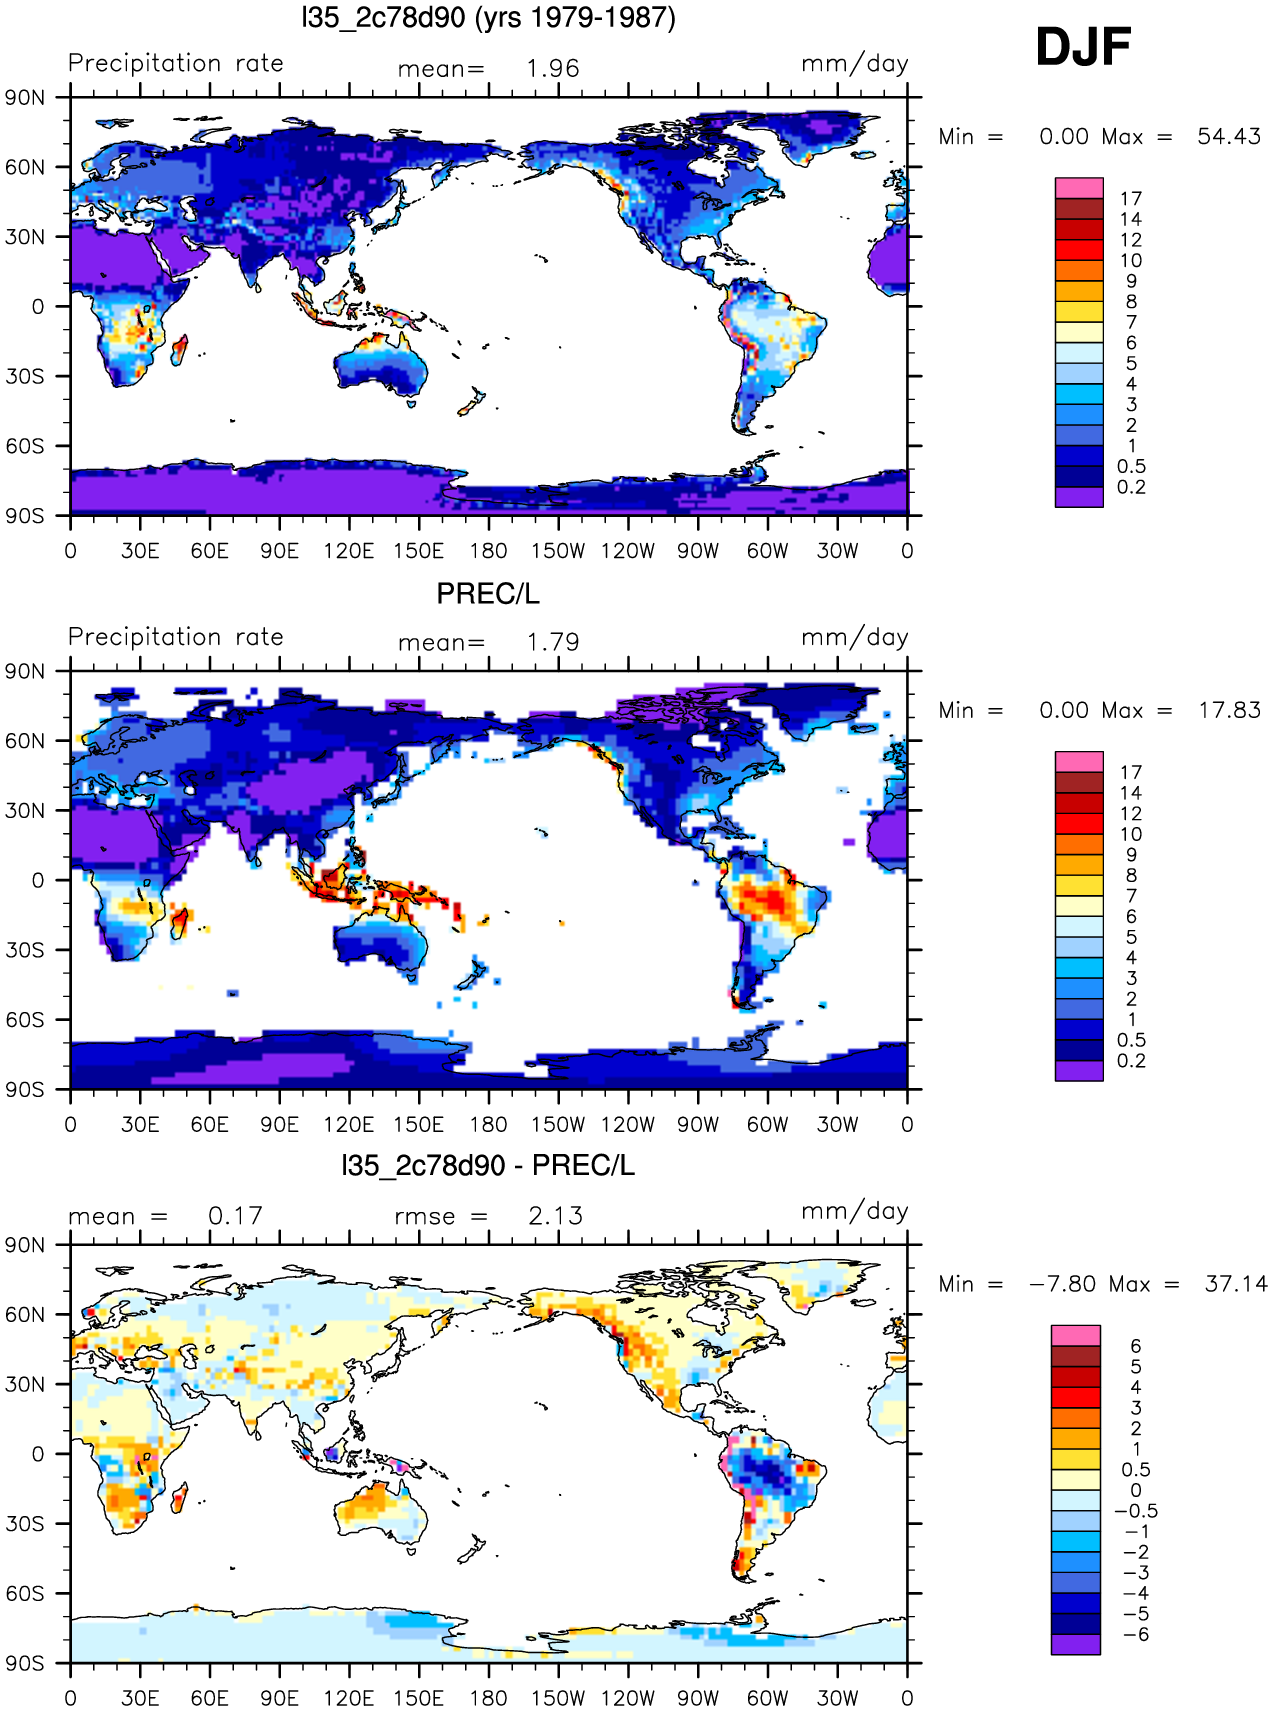 l35_2c78d90 (yrs 1979-1987)
DJF
Precipitation rate mean= 1.96 mm/day
Min = 0.00 Max = 54.43
90N
60N
30N
0
30S
60S
90S
0 30E 60E 90E 120E 150E 180 150W 120W 90W 60W 30W 0
17
14
12
10
9
8
7
6
5
4
3
2
1
0.5
0.2
PREC/L
Precipitation rate mean= 1.79 mm/day
Min = 0.00 Max = 17.83
90N
60N
30N
0
30S
60S
90S
0 30E 60E 90E 120E 150E 180 150W 120W 90W 60W 30W 0
17
14
12
10
9
8
7
6
5
4
3
2
1
0.5
0.2
l35_2c78d90 - PREC/L
mean = 0.17 rmse = 2.13 mm/day
Min = −7.80 Max = 37.14
90N
60N
30N
0
30S
60S
90S
0 30E 60E 90E 120E 150E 180 150W 120W 90W 60W 30W 0
6
5
4
3
2
1
0.5
0
−0.5
−1
−2
−3
−4
−5
−6